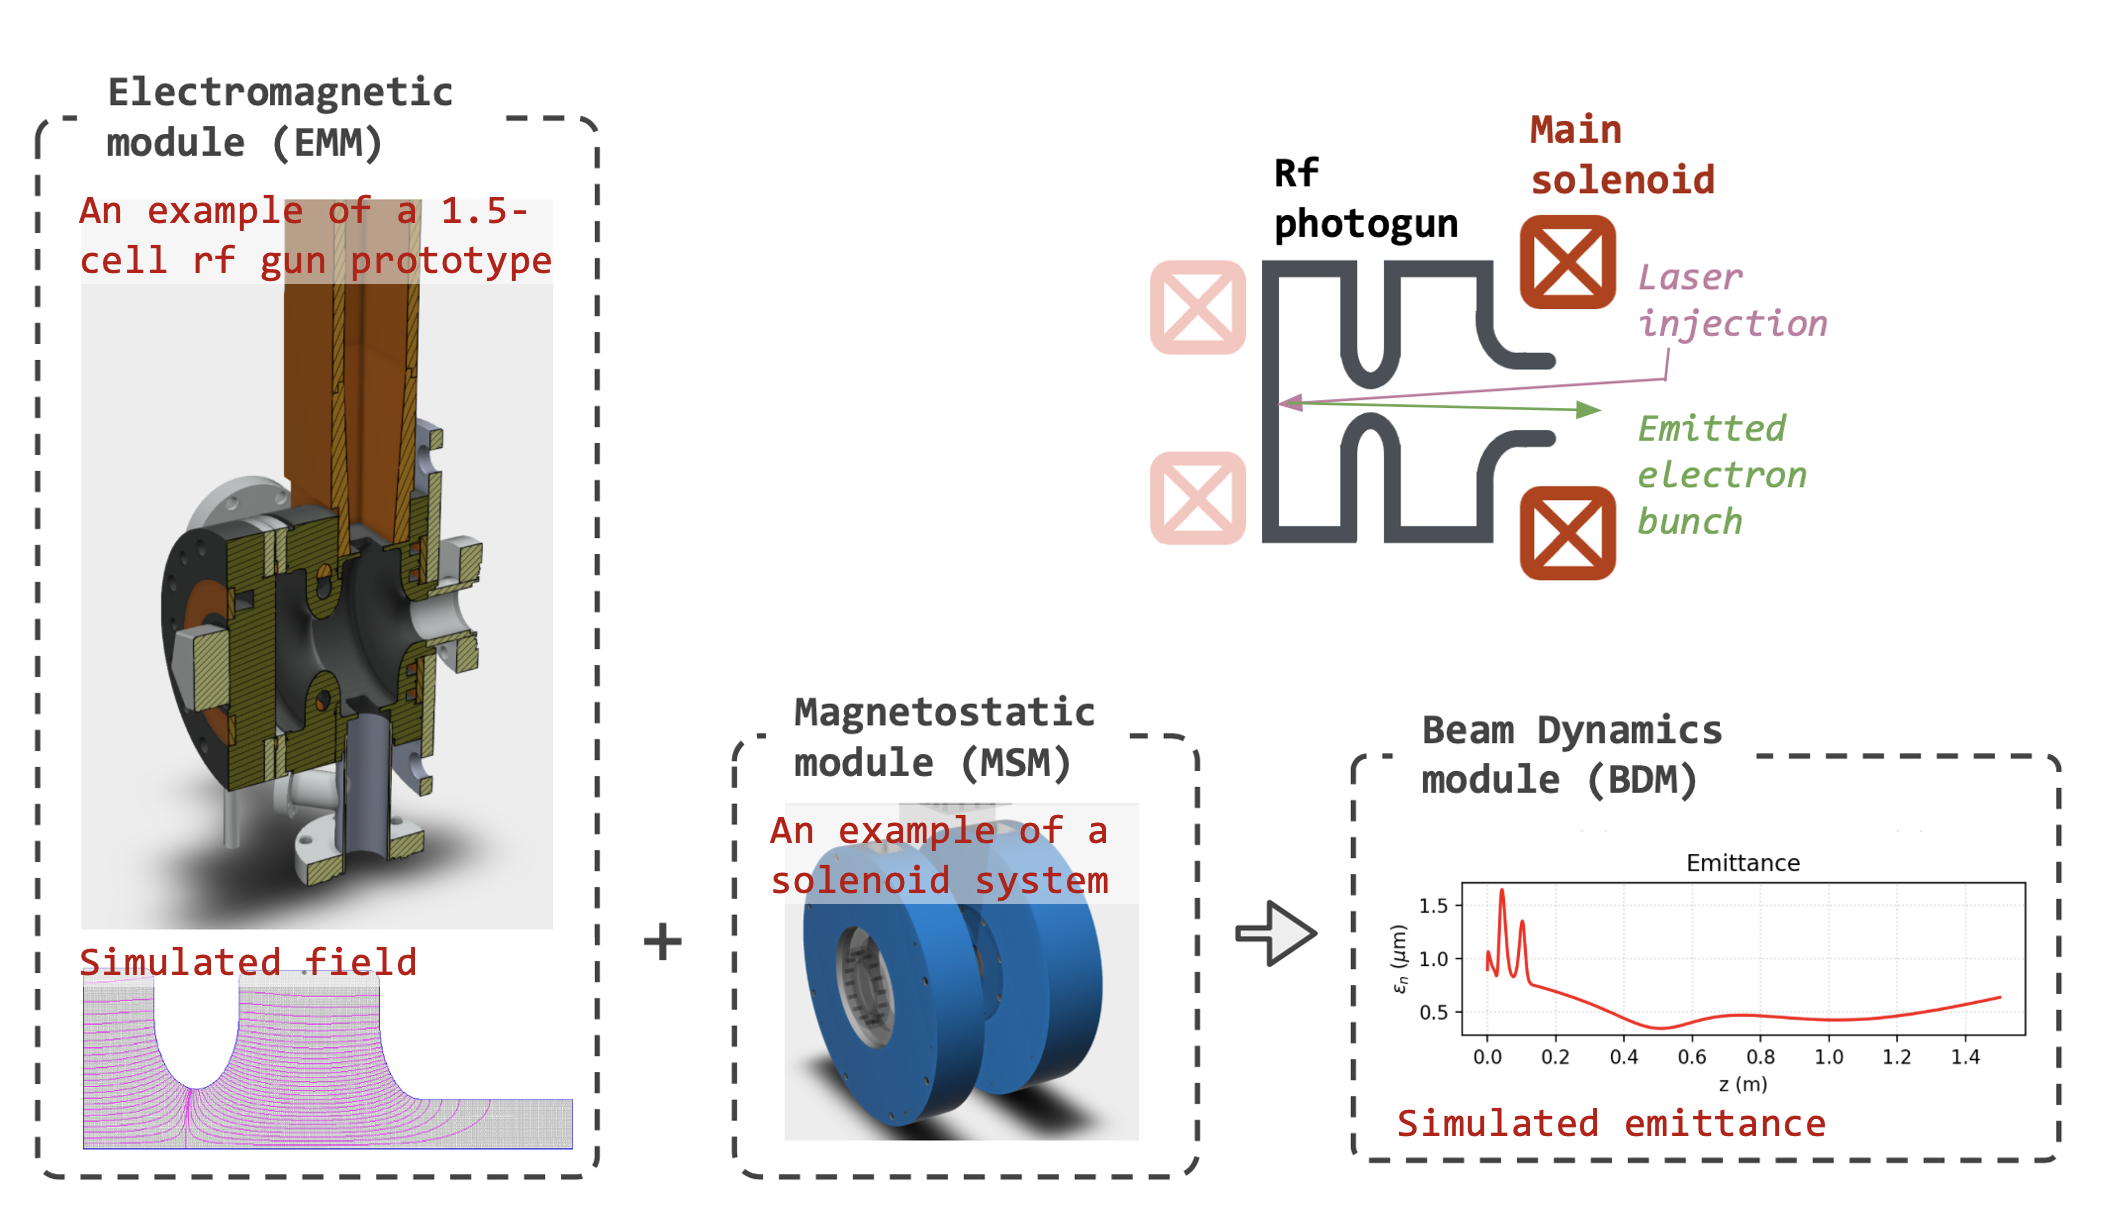 Electromagnetic
module (EMM)
An example of a 1.5-
cell rf gun prototype
Simulated field
+
Magnetostatic
module (MSM)
An example of a
solenoid system
Rf
photogun
Main
solenoid
Laser
injection
Emitted
electron
bunch
Beam Dynamics
module (BDM)
Emittance
εn (μm)
1.5
1.0
0.5
0.0 0.2 0.4 0.6 0.8 1.0 1.2 1.4
z (m)
Simulated emittance